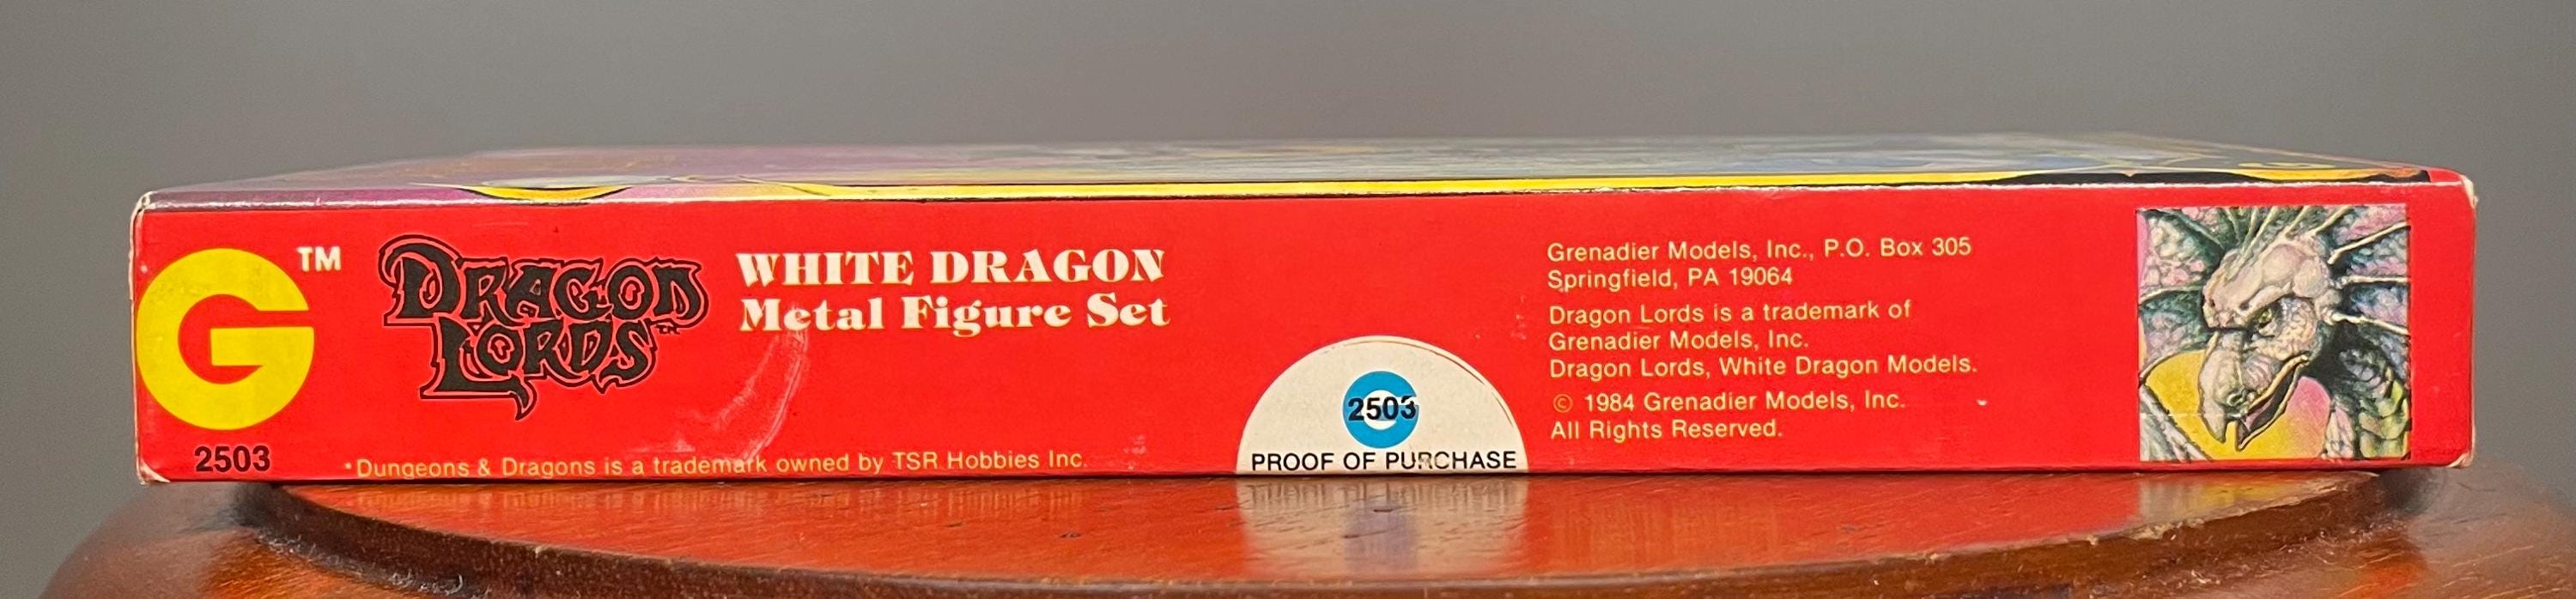 G TM
2503
DRAGON
LORDS TM
WHITE DRAGON
Metal Figure Set
*Dungeons & Dragons is a trademark owned by TSR Hobbies Inc.
2503
PROOF OF PURCHASE
Grenadier Models, Inc., P.O. Box 305
Springfield, PA 19064
Dragon Lords is a trademark of
Grenadier Models, Inc.
Dragon Lords, White Dragon Models.
© 1984 Grenadier Models, Inc.
All Rights Reserved.